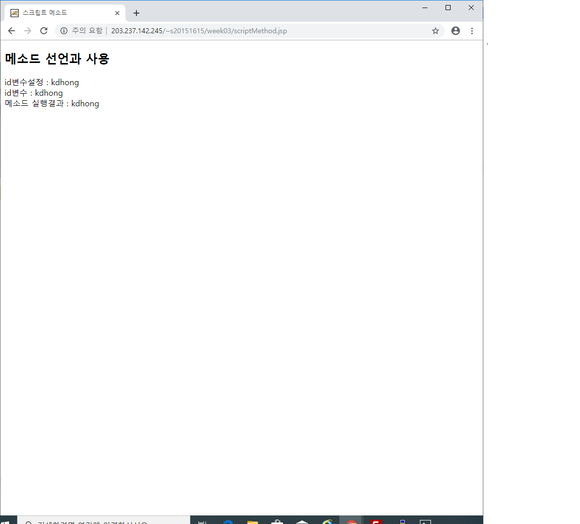 스크립트 메소드
주의 요함 | 203.237.142.245/~s20151615/week03/scriptMethod.jsp
메소드 선언과 사용
id변수설정 : kdhong
id변수 : kdhong
메소드 실행결과 : kdhong